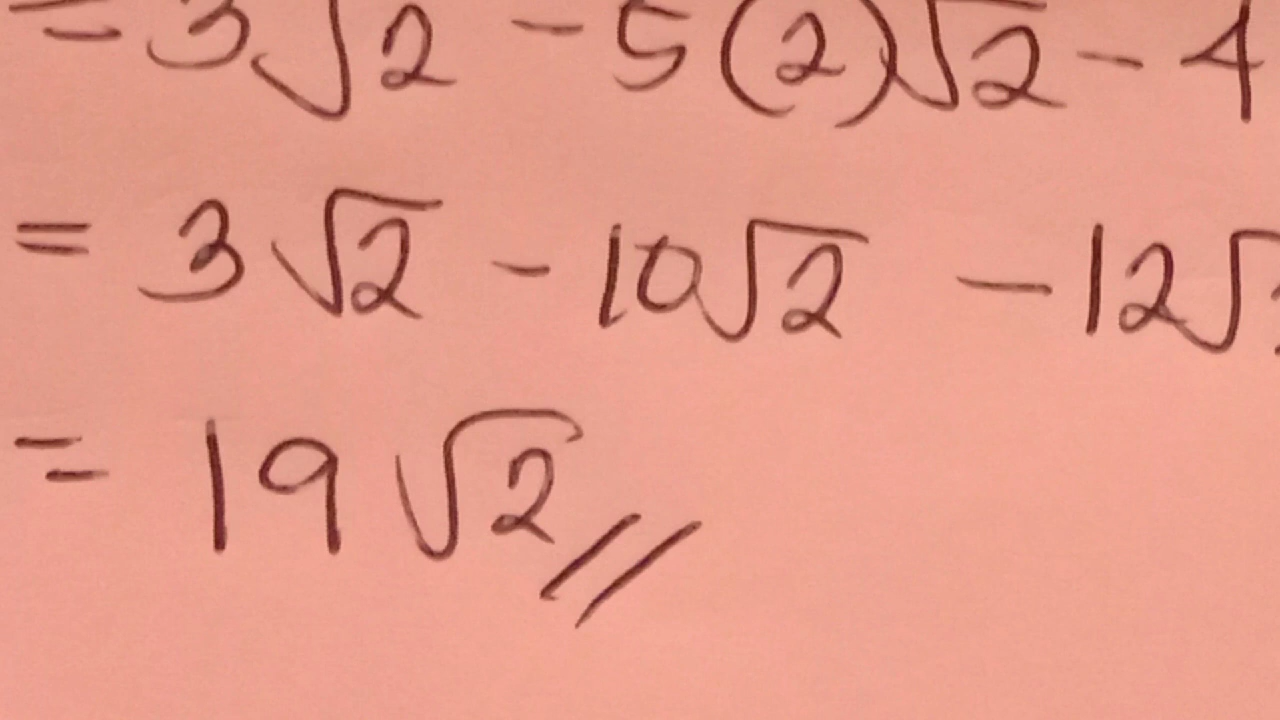 = 3√2 - 5(2)√2 - 4
= 3√2 - 10√2 - 12√
= 19√2//